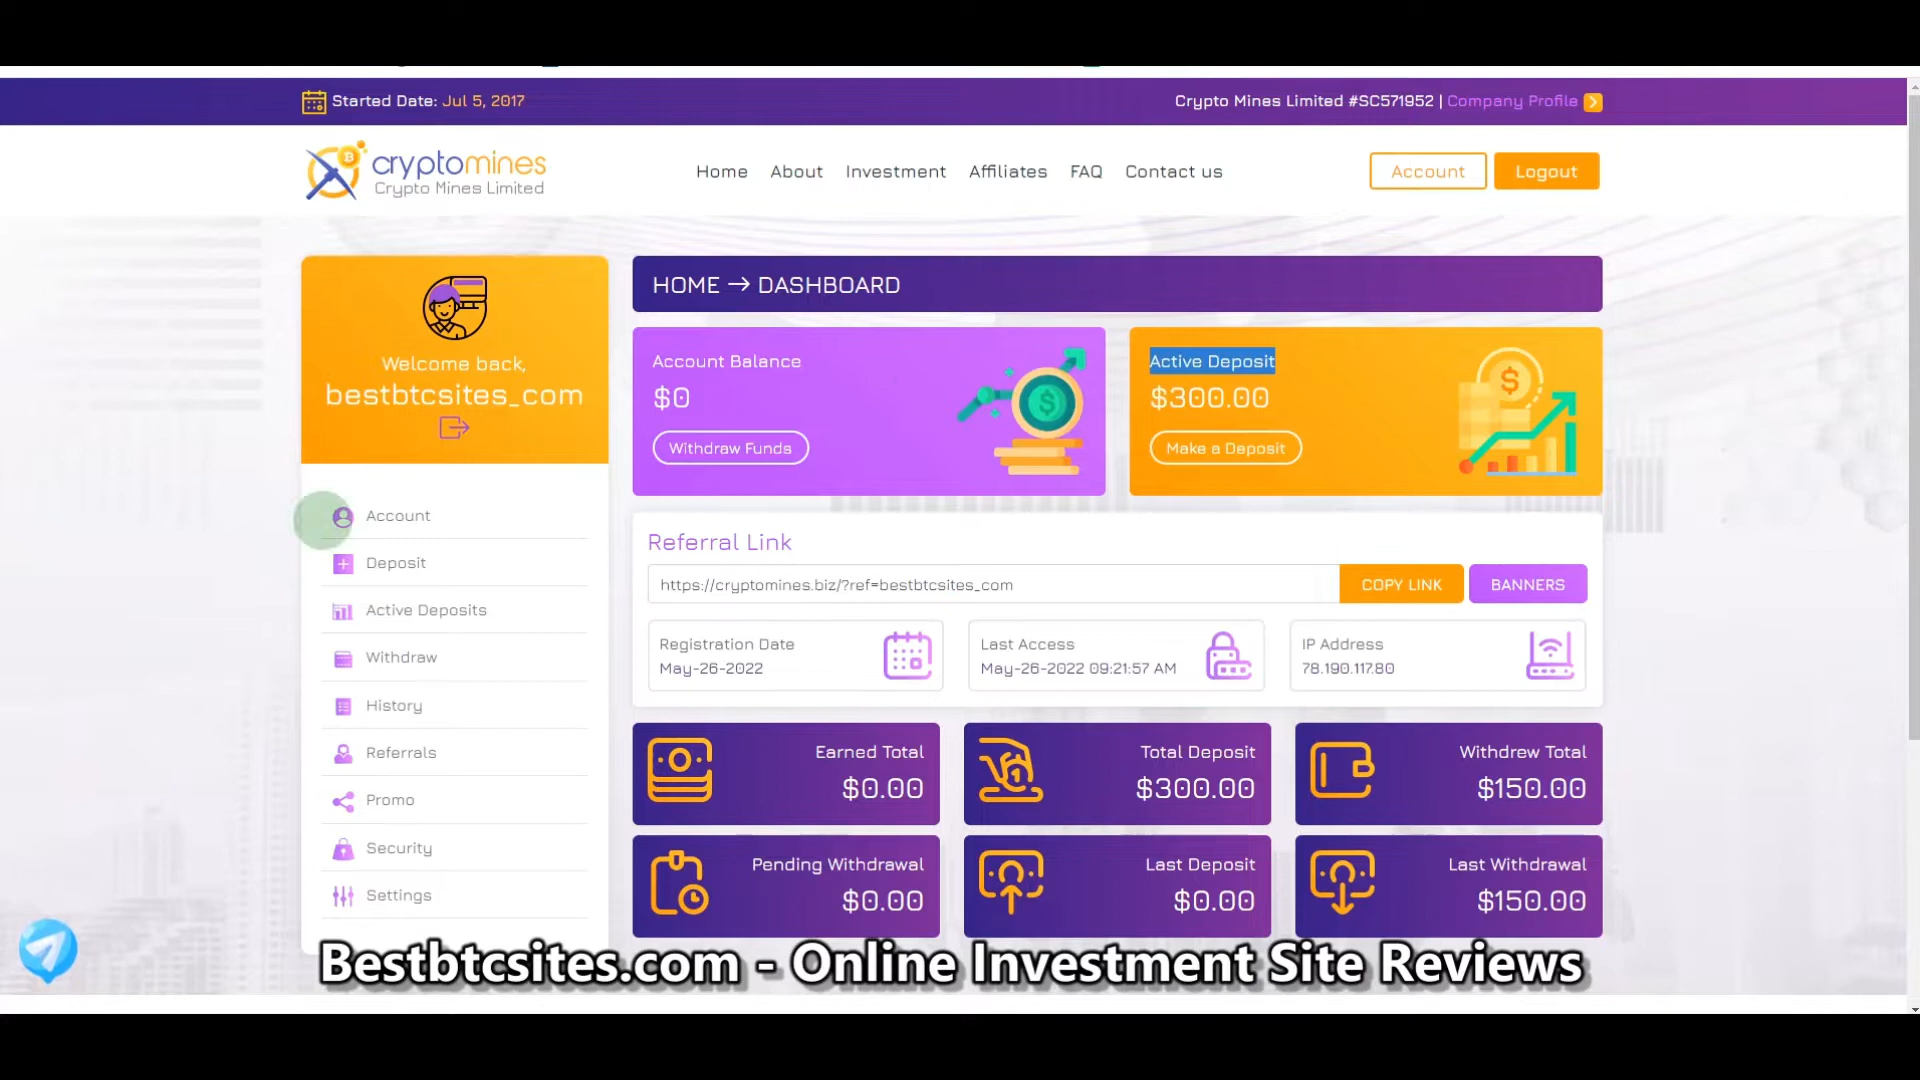 Started Date: Jul 5, 2017
Crypto Mines Limited #SC571952 | Company Profile
cryptomines
Crypto Mines Limited
Home About Investment Affiliates FAQ Contact us
Account Logout
Welcome back,
bestbtcsites_com
Account
Deposit
Active Deposits
Withdraw
History
Referrals
Promo
Security
Settings
HOME → DASHBOARD
Account Balance
$0
Withdraw Funds
Active Deposit
$300.00
Make a Deposit
Referral Link
https://cryptomines.biz/?ref=bestbtcsites_com
COPY LINK
BANNERS
Registration Date
May-26-2022
Last Access
May-26-2022 09:21:57 AM
IP Address
78.190.117.80
Earned Total
$0.00
Total Deposit
$300.00
Withdrew Total
$150.00
Pending Withdrawal
$0.00
Last Deposit
$0.00
Last Withdrawal
$150.00
Bestbtcsites.com - Online Investment Site Reviews